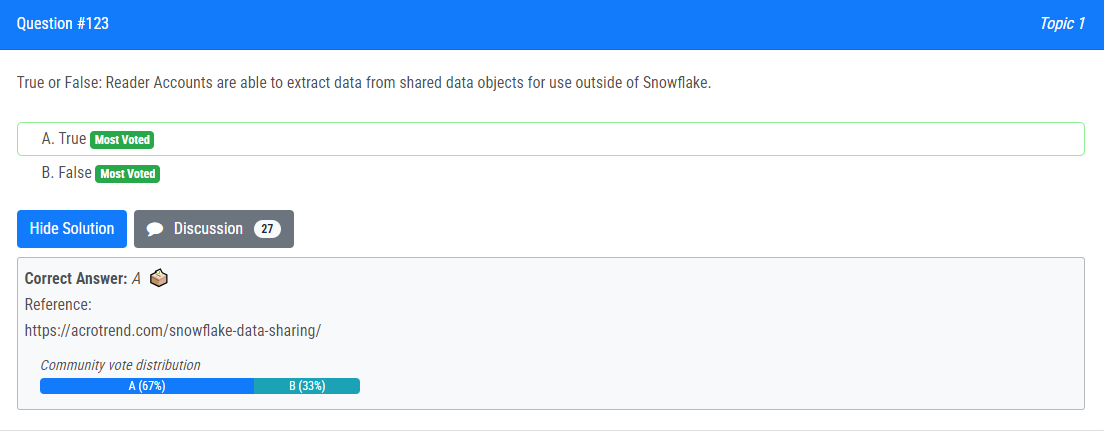 Question #123
Topic 1
True or False: Reader Accounts are able to extract data from shared data objects for use outside of Snowflake.
A. True Most Voted
B. False Most Voted
Hide Solution
Discussion 27
Correct Answer: A
Reference:
https://acrotrend.com/snowflake-data-sharing/
Community vote distribution
A (67%) B (33%)